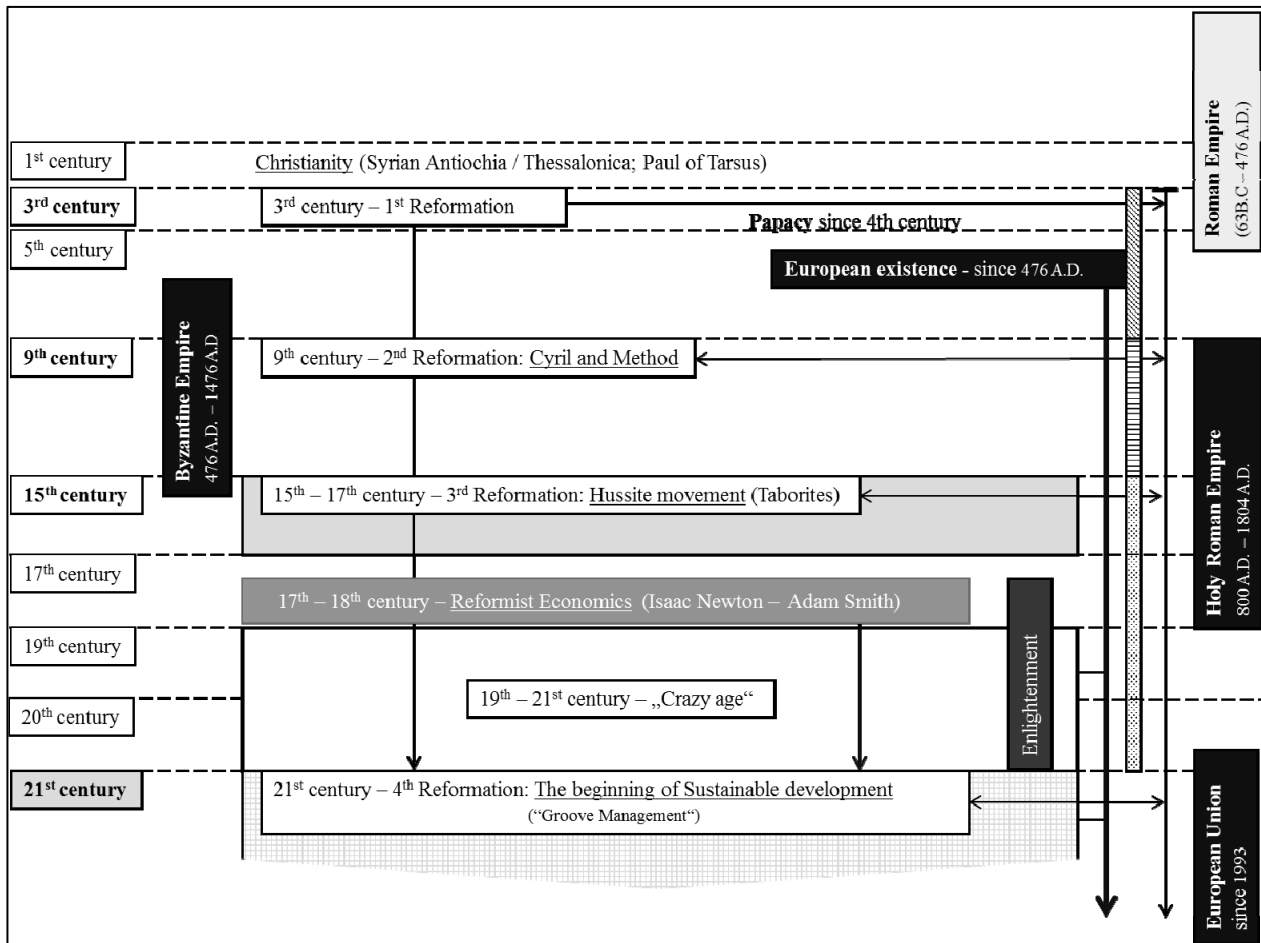 Roman Empire
(63B.C – 476 A.D.)
1st century
Christianity (Syrian Antiochia / Thessalonica; Paul of Tarsus)
3rd century
3rd century – 1st Reformation
Papacy since 4th century
5th century
European existence - since 476 A.D.
Byzantine Empire
476 A.D. – 1476 A.D
9th century
9th century – 2nd Reformation: Cyril and Method
Holy Roman Empire
800 A.D. – 1804 A.D.
15th century
15th – 17th century – 3rd Reformation: Hussite movement (Taborites)
17th century
17th – 18th century – Reformist Economics (Isaac Newton – Adam Smith)
Enlightenment
19th century
19th – 21st century – „Crazy age“
20th century
21st century
21st century – 4th Reformation: The beginning of Sustainable development
(“Groove Management“)
European Union
since 1993